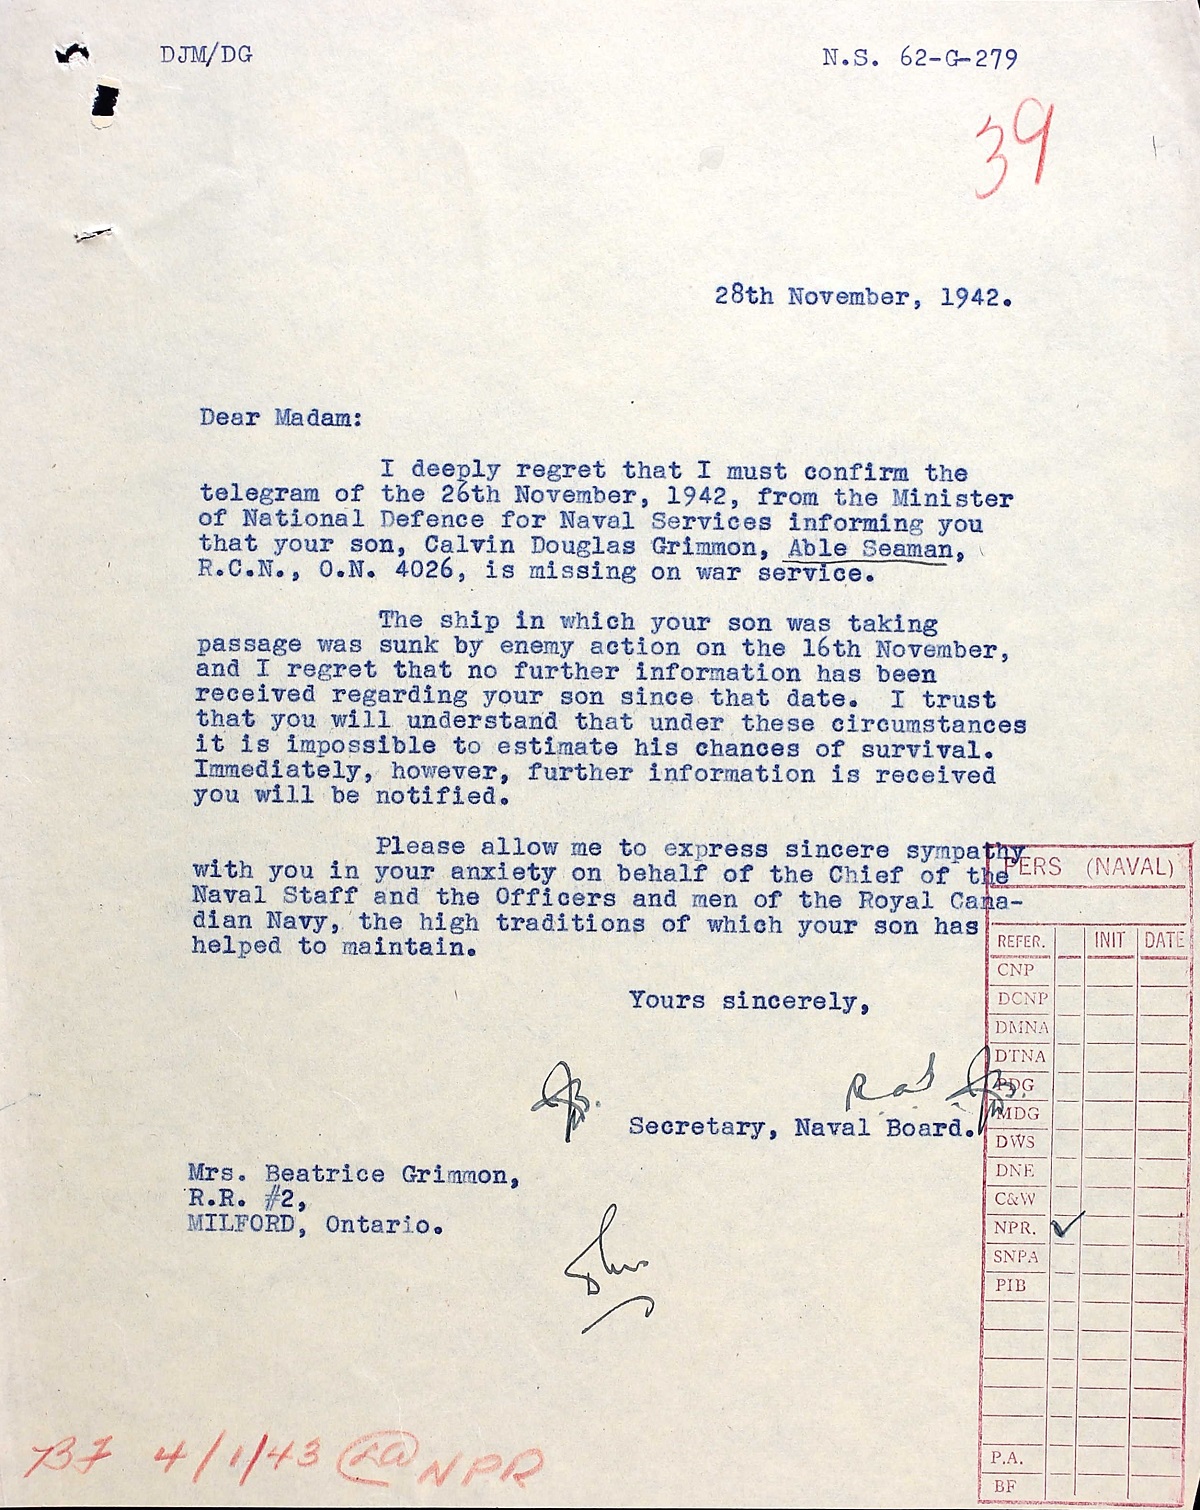 DJM/DG
N.S. 62-G-279
39
28th November, 1942.
Dear Madam:
I deeply regret that I must confirm the
telegram of the 26th November, 1942, from the Minister
of National Defence for Naval Services informing you
that your son, Calvin Douglas Grimmon, Able Seaman,
R.C.N., O.N. 4026, is missing on war service.
The ship in which your son was taking
passage was sunk by enemy action on the 16th November,
and I regret that no further information has been
received regarding your son since that date. I trust
that you will understand that under these circumstances
it is impossible to estimate his chances of survival.
Immediately, however, further information is received
you will be notified.
Please allow me to express sincere sympathy
with you in your anxiety on behalf of the Chief of the
Naval Staff and the Officers and men of the Royal Cana-
dian Navy, the high traditions of which your son has
helped to maintain.
Yours sincerely,
Secretary, Naval Board.
Mrs. Beatrice Grimmon,
R.R. #2,
MILFORD, Ontario.
PERS (NAVAL)
REFER. INIT DATE
CNP
DCNP
DMNA
DTNA
PDG
MDG
DWS
DNE
C&W
NPR. ✓
SNPA
PIB
P.A.
BF
BF 4/1/43 NPR